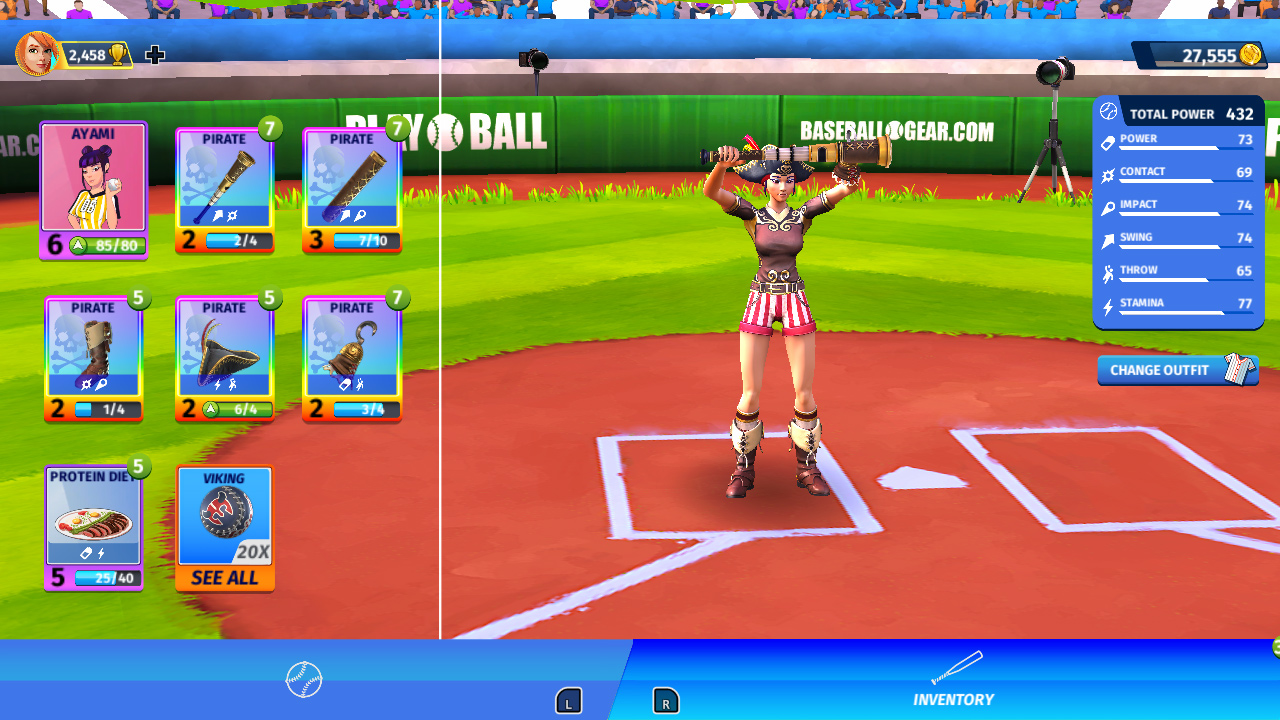 2,458
27,555
AR.C
PLAY BALL
BASEBALL GEAR.COM
P
AYAMI
85
6
85/80
PIRATE
7
2
2/4
PIRATE
7
3
7/10
PIRATE
5
2
1/4
PIRATE
5
2
6/4
PIRATE
7
2
3/4
PROTEIN DIET
5
5
25/40
VIKING
20X
SEE ALL
TOTAL POWER 432
POWER 73
CONTACT 69
IMPACT 74
SWING 74
THROW 65
STAMINA 77
CHANGE OUTFIT
L
R
INVENTORY
3